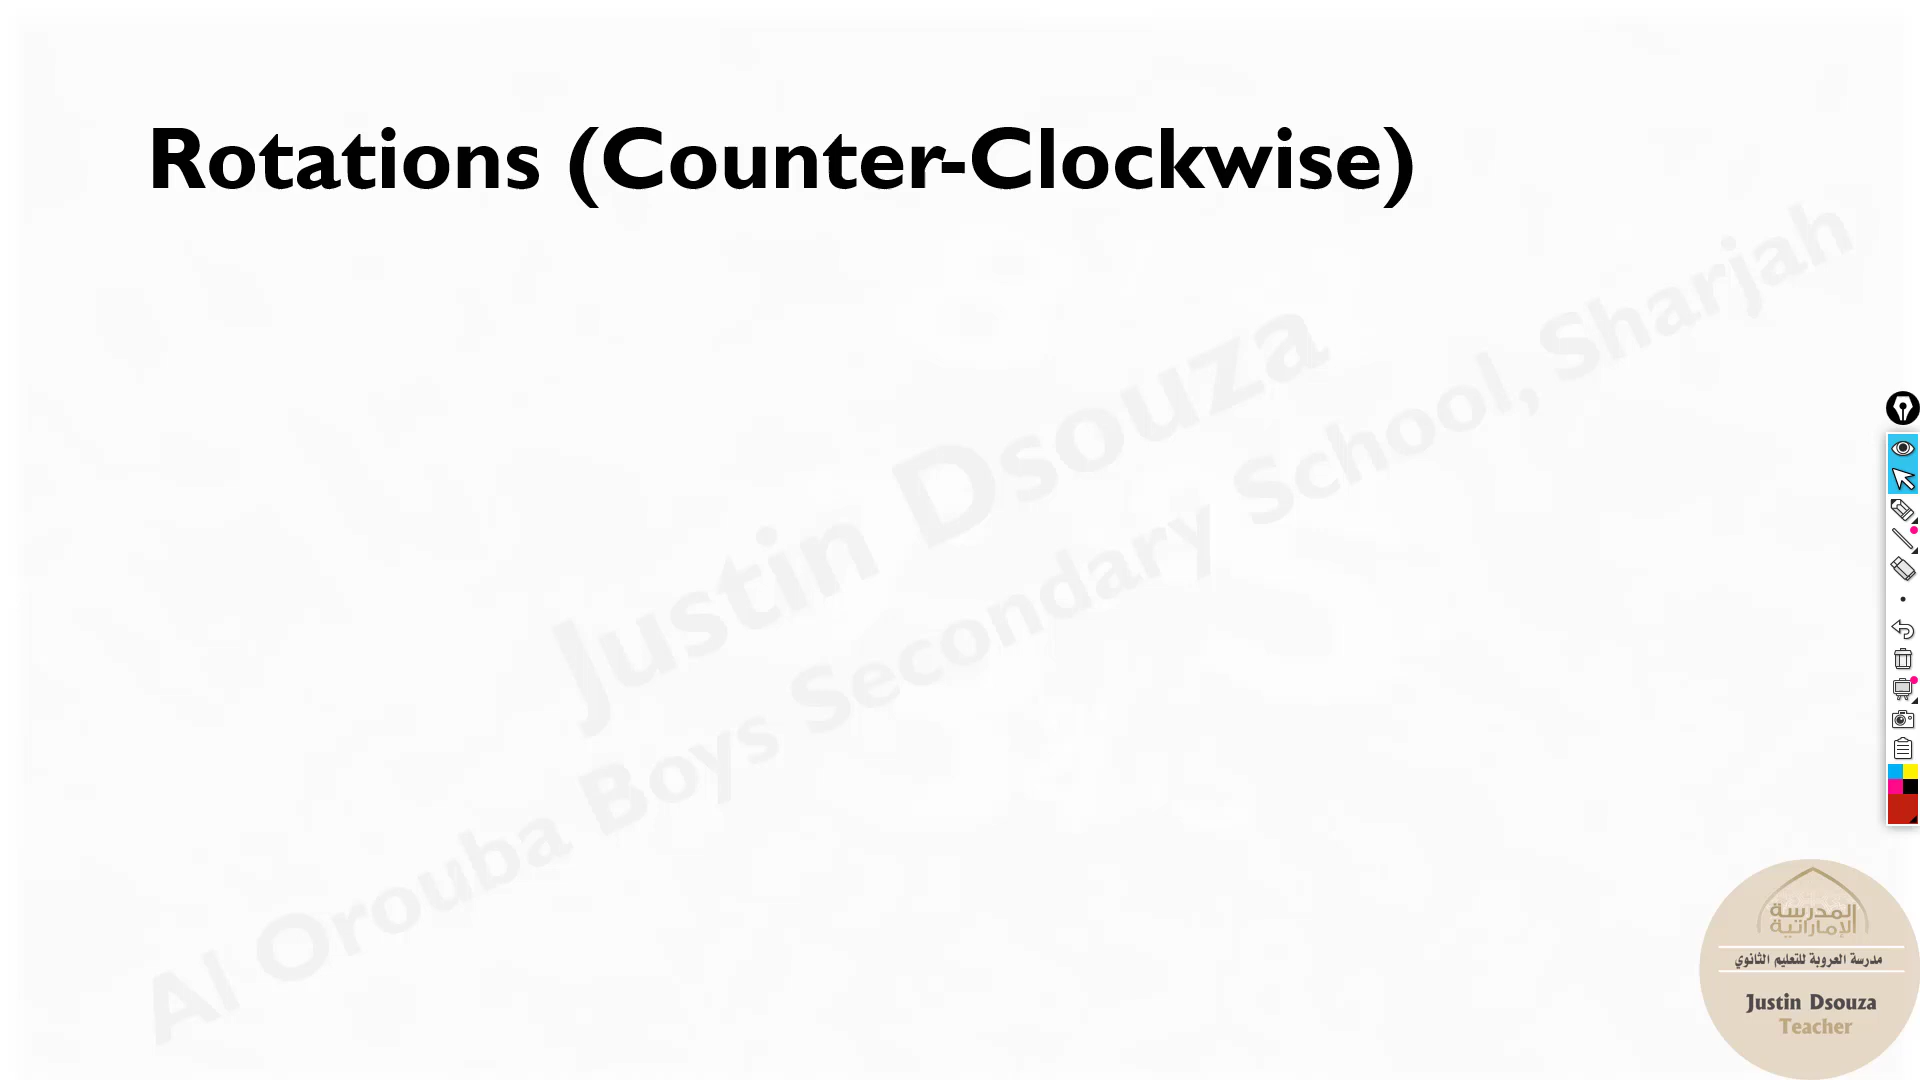 Rotations (Counter-Clockwise)
Justin Dsouza
Al Orouba Boys Secondary School, Sharjah
المدرسة
الإماراتية
مدرسة العروبة للتعليم الثانوي
Justin Dsouza
Teacher